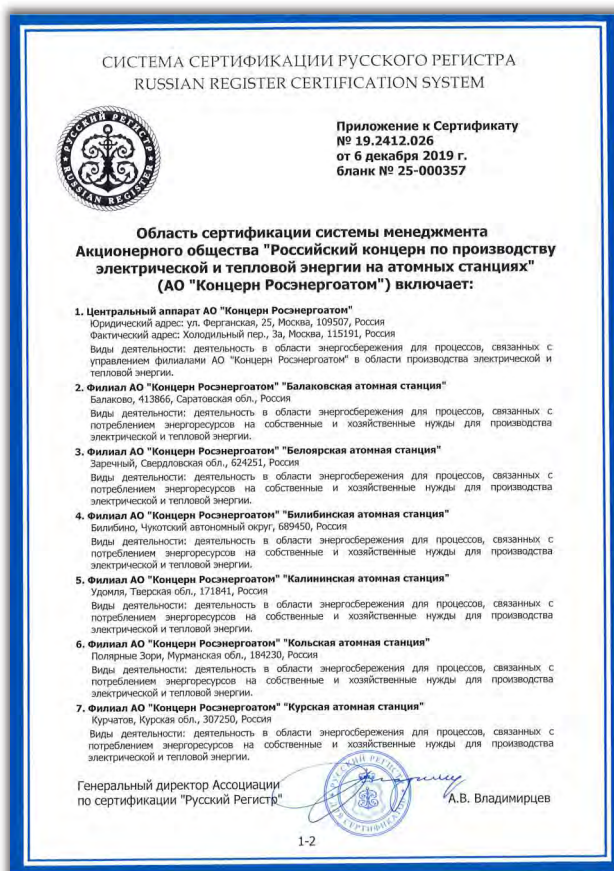 СИСТЕМА СЕРТИФИКАЦИИ РУССКОГО РЕГИСТРА
RUSSIAN REGISTER CERTIFICATION SYSTEM
РУССКИЙ РЕГИСТР
RUSSIAN REGISTER
Приложение к Сертификату
№ 19.2412.026
от 6 декабря 2019 г.
бланк № 25-000357
Область сертификации системы менеджмента
Акционерного общества "Российский концерн по производству
электрической и тепловой энергии на атомных станциях"
(АО "Концерн Росэнергоатом") включает:
1. Центральный аппарат АО "Концерн Росэнергоатом"
Юридический адрес: ул. Ферганская, 25, Москва, 109507, Россия
Фактический адрес: Холодильный пер., 3а, Москва, 115191, Россия
Виды деятельности: деятельность в области энергосбережения для процессов, связанных с
управлением филиалами АО "Концерн Росэнергоатом" в области производства электрической и
тепловой энергии.
2. Филиал АО "Концерн Росэнергоатом" "Балаковская атомная станция"
Балаково, 413866, Саратовская обл., Россия
Виды деятельности: деятельность в области энергосбережения для процессов, связанных с
потреблением энергоресурсов на собственные и хозяйственные нужды для производства
электрической и тепловой энергии.
3. Филиал АО "Концерн Росэнергоатом" "Белоярская атомная станция"
Заречный, Свердловская обл., 624251, Россия
Виды деятельности: деятельность в области энергосбережения для процессов, связанных с
потреблением энергоресурсов на собственные и хозяйственные нужды для производства
электрической и тепловой энергии.
4. Филиал АО "Концерн Росэнергоатом" "Билибинская атомная станция"
Билибино, Чукотский автономный округ, 689450, Россия
Виды деятельности: деятельность в области энергосбережения для процессов, связанных с
потреблением энергоресурсов на собственные и хозяйственные нужды для производства
электрической и тепловой энергии.
5. Филиал АО "Концерн Росэнергоатом" "Калининская атомная станция"
Удомля, Тверская обл., 171841, Россия
Виды деятельности: деятельность в области энергосбережения для процессов, связанных с
потреблением энергоресурсов на собственные и хозяйственные нужды для производства
электрической и тепловой энергии.
6. Филиал АО "Концерн Росэнергоатом" "Кольская атомная станция"
Полярные Зори, Мурманская обл., 184230, Россия
Виды деятельности: деятельность в области энергосбережения для процессов, связанных с
потреблением энергоресурсов на собственные и хозяйственные нужды для производства
электрической и тепловой энергии.
7. Филиал АО "Концерн Росэнергоатом" "Курская атомная станция"
Курчатов, Курская обл., 307250, Россия
Виды деятельности: деятельность в области энергосбережения для процессов, связанных с
потреблением энергоресурсов на собственные и хозяйственные нужды для производства
электрической и тепловой энергии.
Генеральный директор Ассоциации
по сертификации "Русский Регистр"
А.В. Владимирцев
1-2